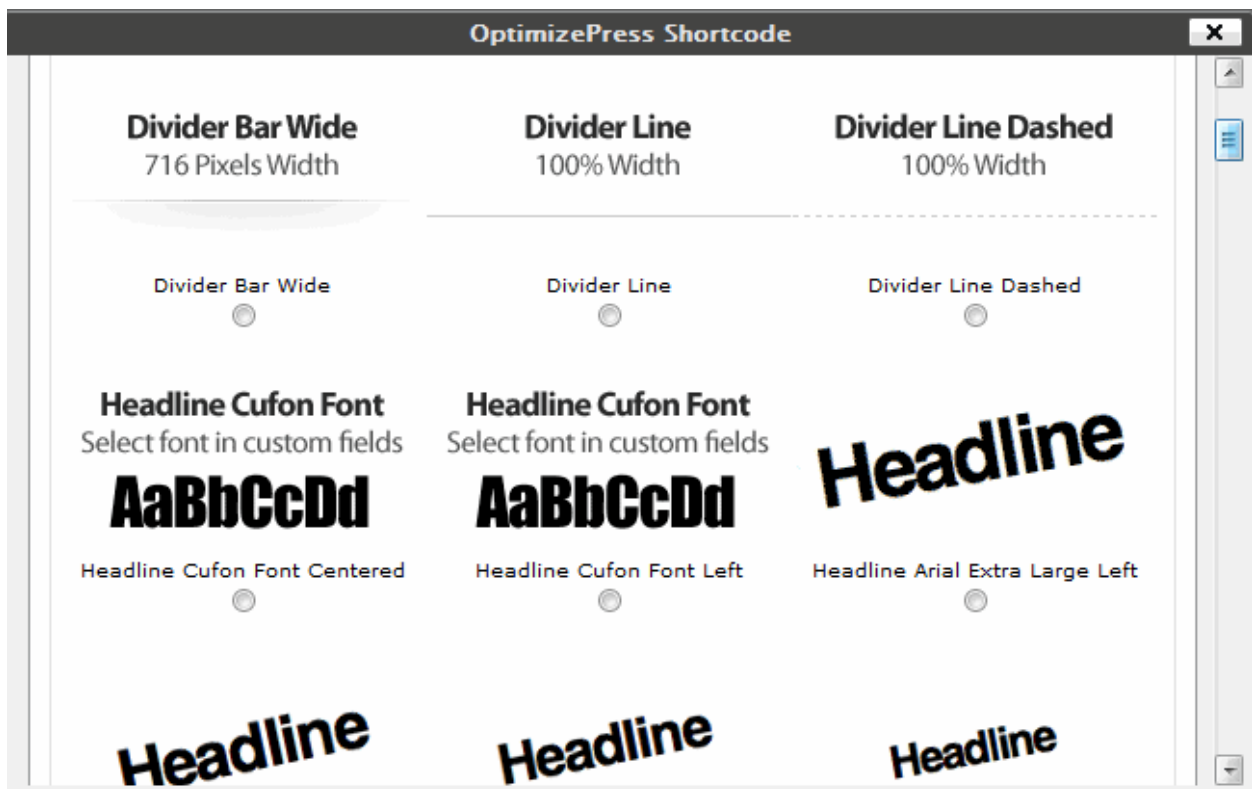 OptimizePress Shortcode
Divider Bar Wide
716 Pixels Width
Divider Line
100% Width
Divider Line Dashed
100% Width
Divider Bar Wide
Divider Line
Divider Line Dashed
Headline Cufon Font
Select font in custom fields
AaBbCcDd
Headline Cufon Font
Select font in custom fields
AaBbCcDd
Headline
Headline Cufon Font Centered
Headline Cufon Font Left
Headline Arial Extra Large Left
Headline
Headline
Headline